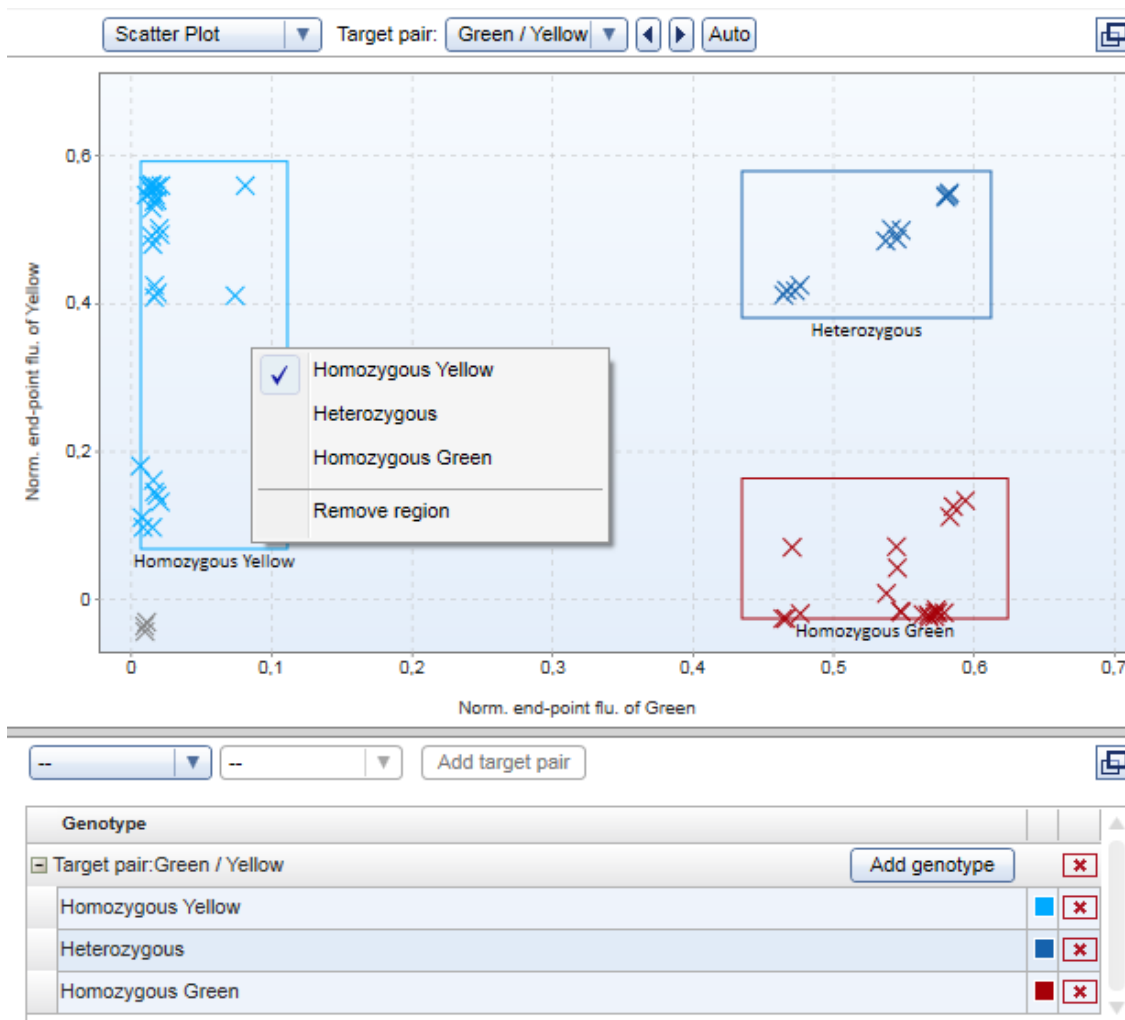 Scatter Plot Target pair: Green / Yellow Auto
Norm. end-point flu. of Yellow
0,6
0,4
0,2
0
Heterozygous
Homozygous Yellow
Heterozygous
Homozygous Green
Remove region
Homozygous Yellow
Homozygous Green
0 0,1 0,2 0,3 0,4 0,5 0,6 0,7
Norm. end-point flu. of Green
-- -- Add target pair
Genotype
Target pair:Green / Yellow Add genotype
Homozygous Yellow
Heterozygous
Homozygous Green